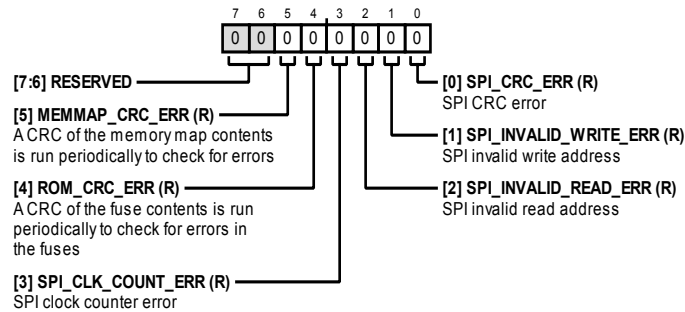 7 6 5 4 3 2 1 0
0 0 0 0 0 0 0 0
[7:6] RESERVED
[5] MEMMAP_CRC_ERR (R)
A CRC of the memory map contents
is run periodically to check for errors
[4] ROM_CRC_ERR (R)
A CRC of the fuse contents is run
periodically to check for errors in
the fuses
[3] SPI_CLK_COUNT_ERR (R)
SPI clock counter error
[0] SPI_CRC_ERR (R)
SPI CRC error
[1] SPI_INVALID_WRITE_ERR (R)
SPI invalid write address
[2] SPI_INVALID_READ_ERR (R)
SPI invalid read address